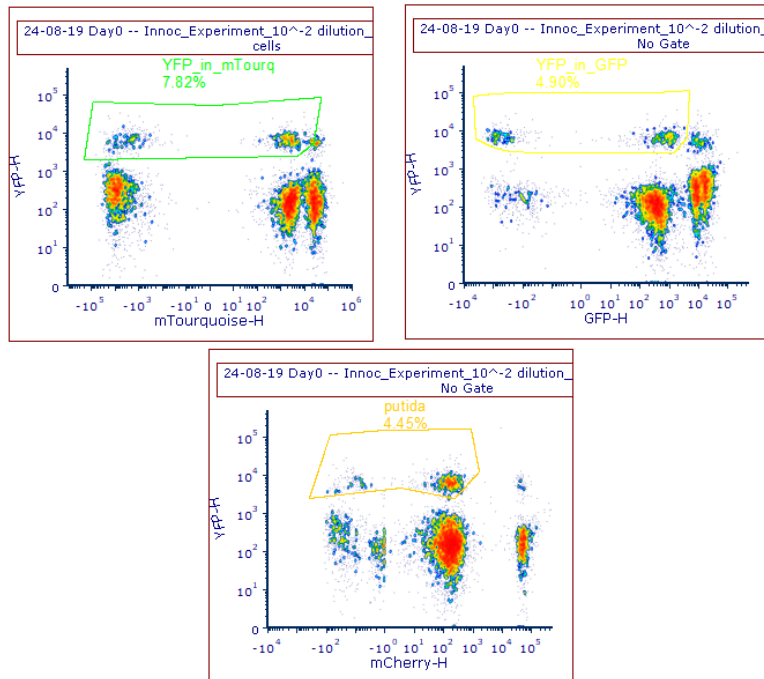 24-08-19 Day0 -- Innoc_Experiment_10^-2 dilution_
cells
YFP_in_mTourq
7.82%
YFP-H
10^5
10^4
10^3
10^2
10^1
0
-10^5 -10^3 -10^1 0 10^2 10^4 10^6
mTourquoise-H
24-08-19 Day0 -- Innoc_Experiment_10^-2 dilution_
No Gate
YFP_in_GFP
4.90%
YFP-H
10^5
10^4
10^3
10^2
10^1
0
-10^4 -10^2 10^0 10^1 10^2 10^3 10^4 10^5
GFP-H
24-08-19 Day0 -- Innoc_Experiment_10^-2 dilution_
No Gate
putida
4.45%
YFP-H
10^5
10^4
10^3
10^2
10^1
0
-10^4 -10^2 -10^0 10^1 10^2 10^3 10^4 10^5
mCherry-H